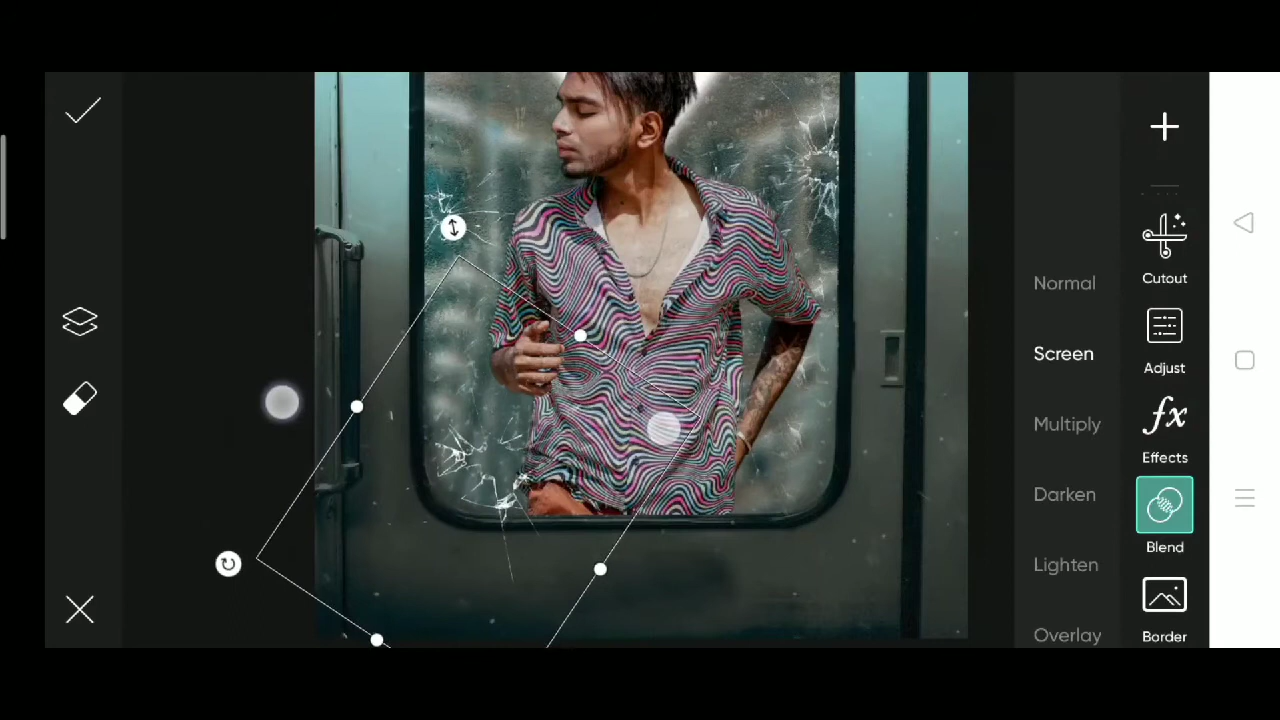 Normal
Screen
Multiply
Darken
Lighten
Overlay
Cutout
Adjust
fx
Effects
Blend
Border